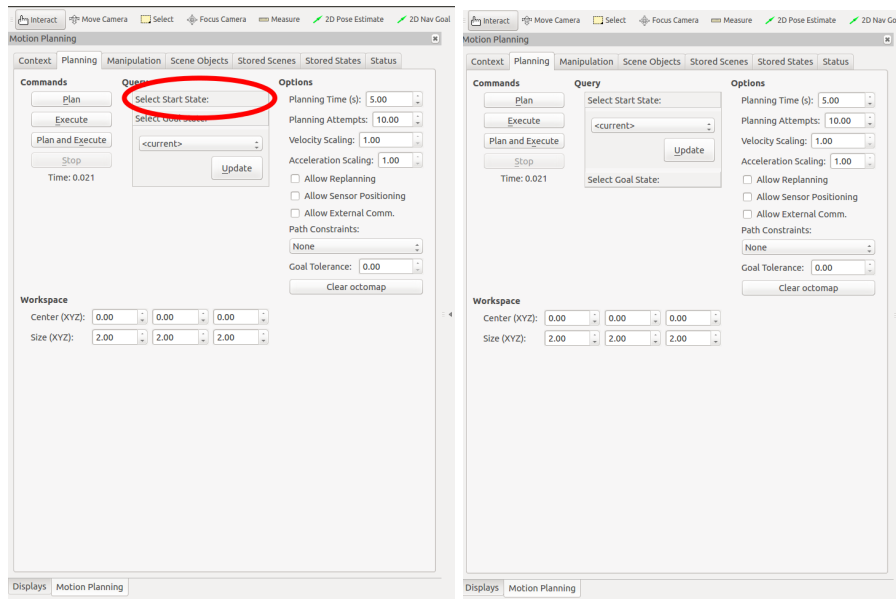 Interact Move Camera Select Focus Camera Measure 2D Pose Estimate 2D Nav Goal
Motion Planning
Context Planning Manipulation Scene Objects Stored Scenes Stored States Status
Commands Query Options
Plan Select Start State: Planning Time (s): 5.00
Execute Select Goal State: Planning Attempts: 10.00
Plan and Execute <current> Velocity Scaling: 1.00
Stop Update Acceleration Scaling: 1.00
Time: 0.021 Allow Replanning
Allow Sensor Positioning
Allow External Comm.
Path Constraints:
None
Goal Tolerance: 0.00
Clear octomap
Workspace
Center (XYZ): 0.00 0.00 0.00
Size (XYZ): 2.00 2.00 2.00
Displays Motion Planning
Interact Move Camera Select Focus Camera Measure 2D Pose Estimate 2D Nav Go
Motion Planning
Context Planning Manipulation Scene Objects Stored Scenes Stored States Status
Commands Query Options
Plan Select Start State: Planning Time (s): 5.00
Execute <current> Planning Attempts: 10.00
Plan and Execute Update Velocity Scaling: 1.00
Stop Acceleration Scaling: 1.00
Time: 0.021 Select Goal State: Allow Replanning
Allow Sensor Positioning
Allow External Comm.
Path Constraints:
None
Goal Tolerance: 0.00
Clear octomap
Workspace
Center (XYZ): 0.00 0.00 0.00
Size (XYZ): 2.00 2.00 2.00
Displays Motion Planning